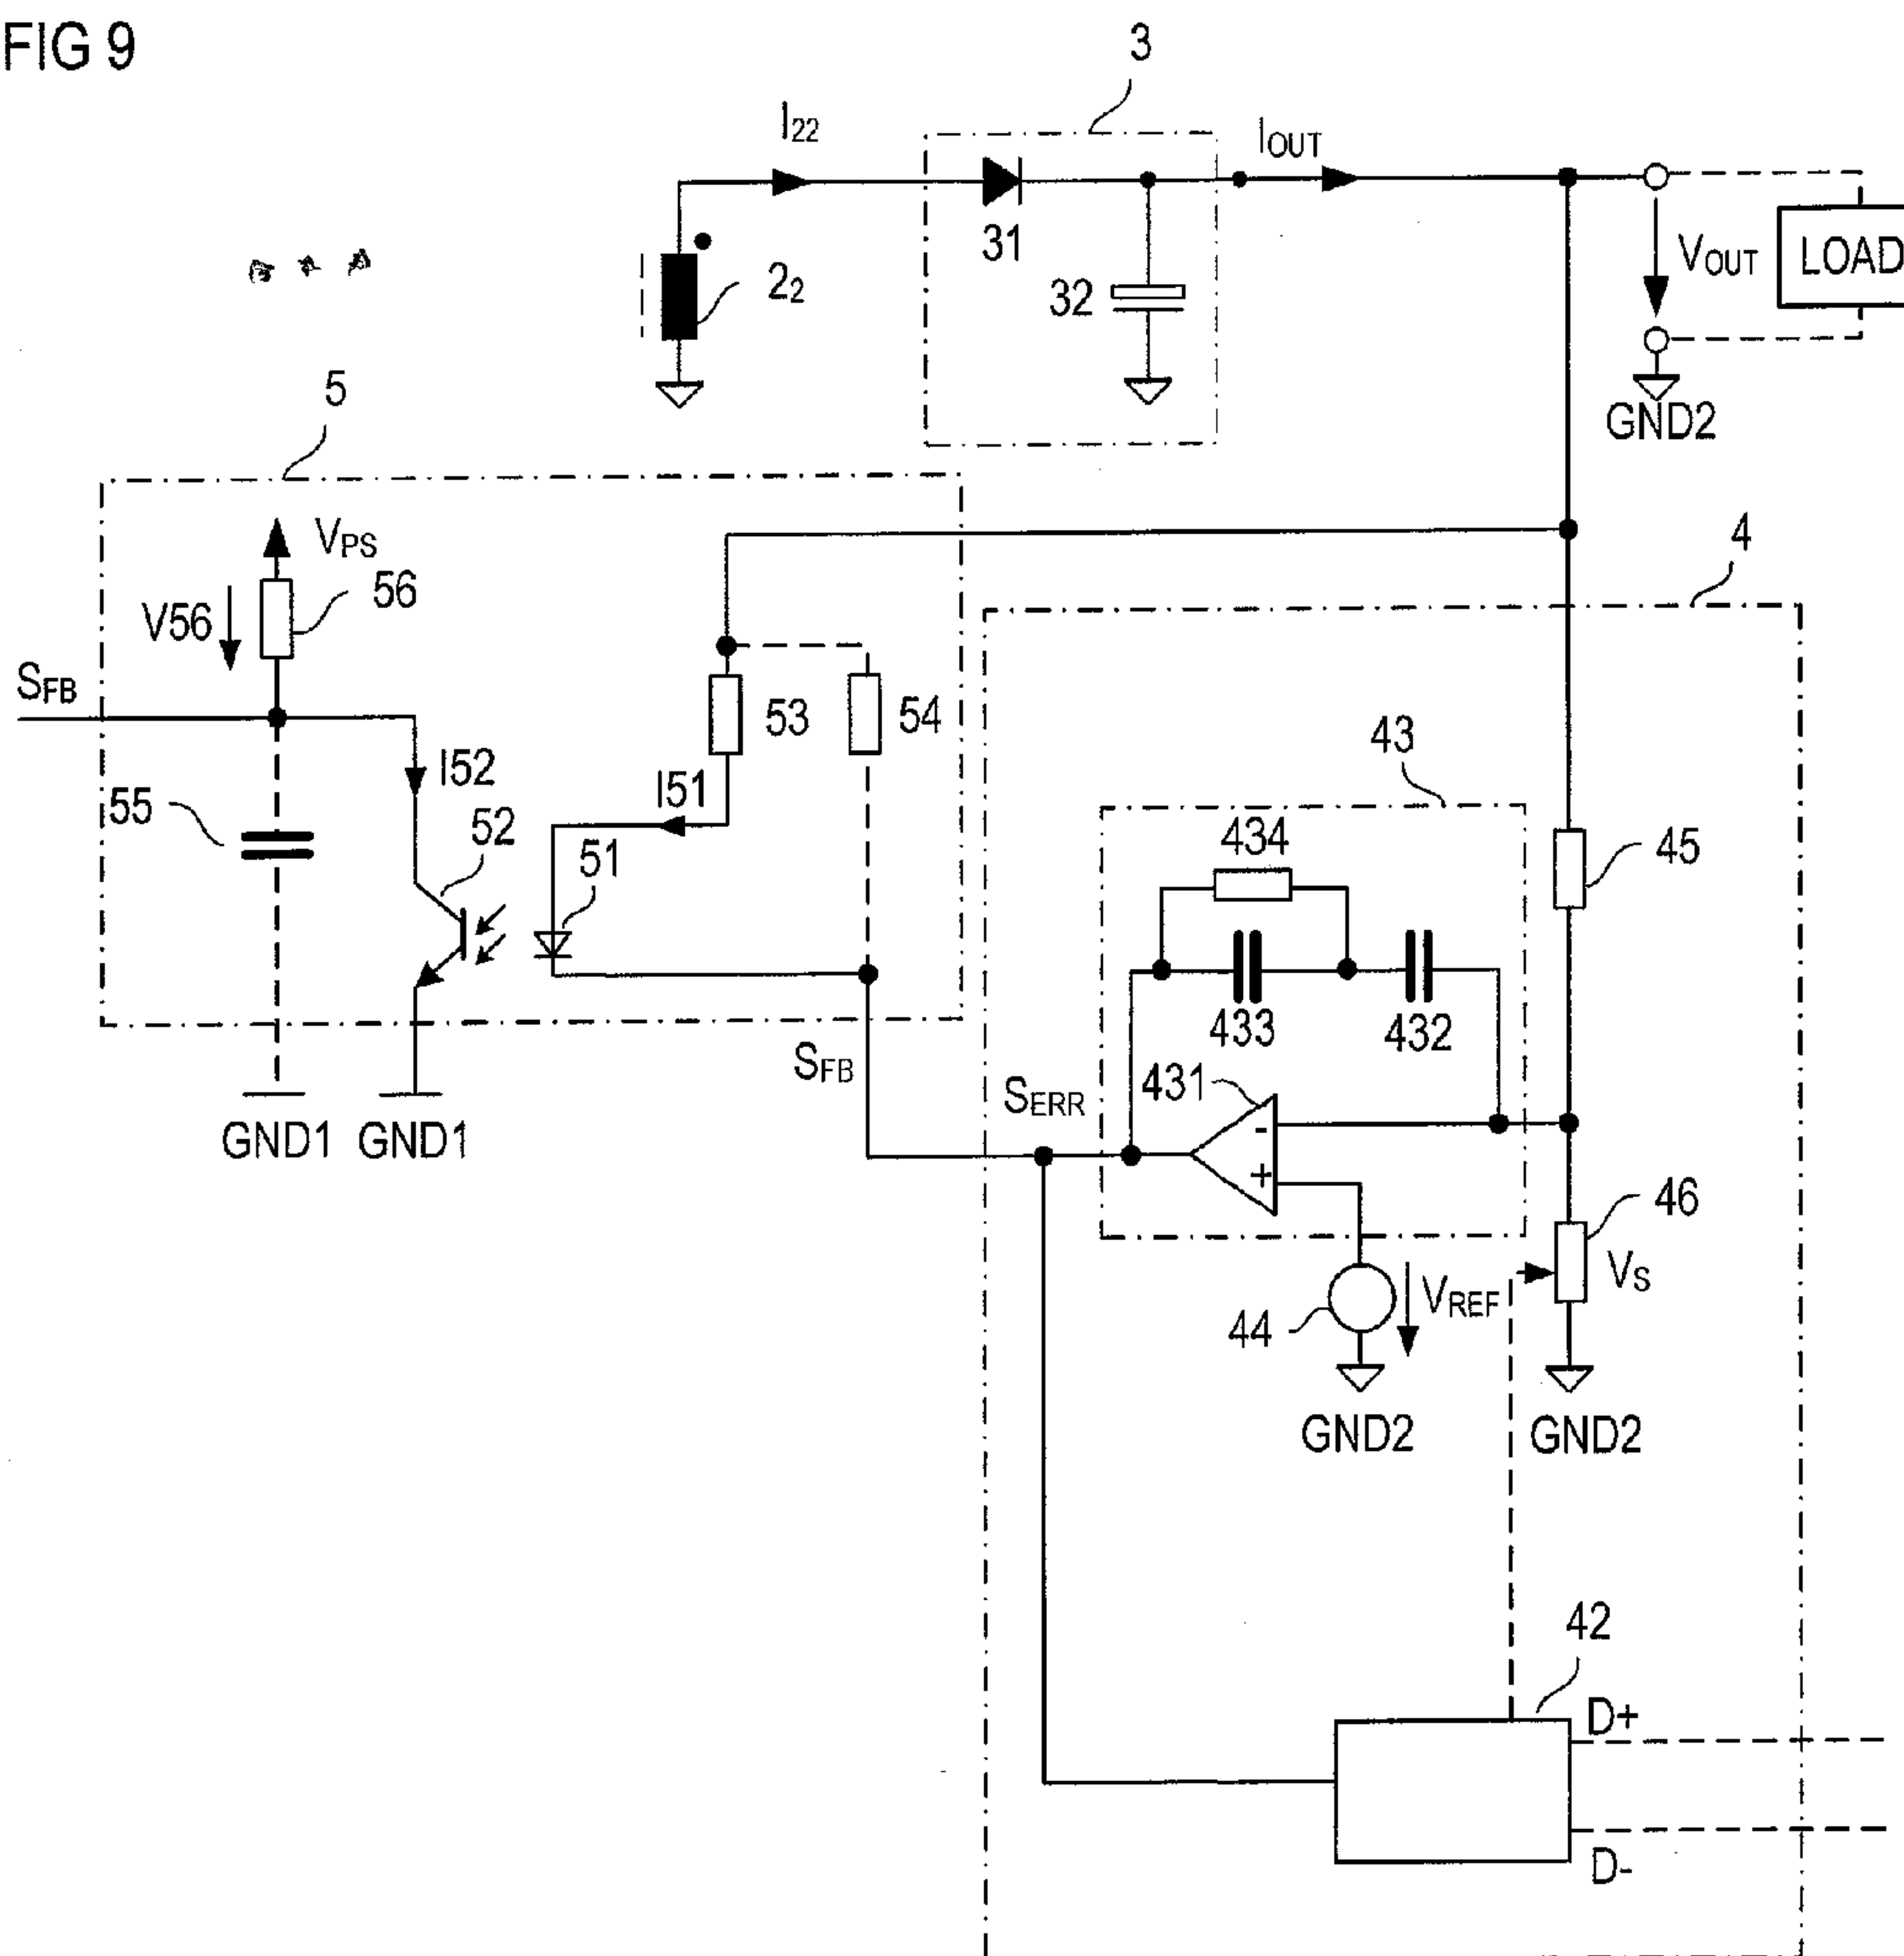 FIG 9
3
I22
IOUT
31
32
22
VOUT
LOAD
GND2
5
VPS
V56
56
SFB
4
53
54
43
I52
I51
55
52
51
434
45
433
432
SFB
SERR
431
GND1
GND1
46
VREF
VS
44
GND2
GND2
42
D+
D-